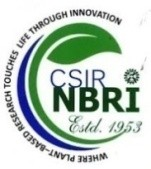 WHERE PLANT-BASED RESEARCH TOUCHES LIFE THROUGH INNOVATION
CSIR
NBRI
Estd. 1953